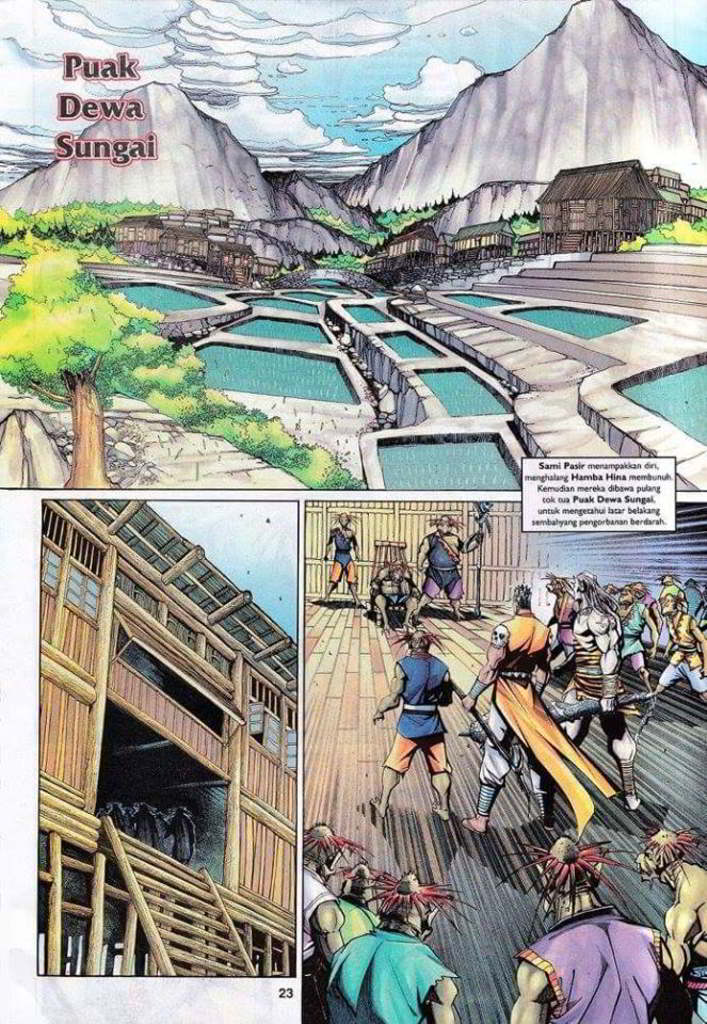 Puak
Dewa
Sungai
Sami Pasir menampakkan diri,
menghalang Hamba Hina membunuh.
Kemudian mereka dibawa pulang
tok tua Puak Dewa Sungai,
untuk mengetahui latar belakang
sembahyang pengorbanan berdarah.
23